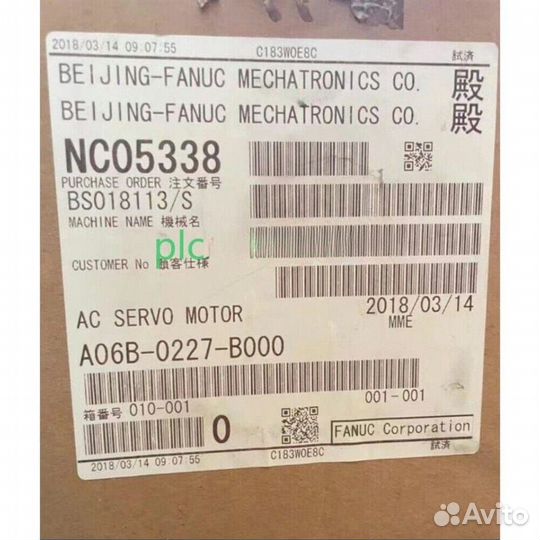 2018/03/14 09:07:55 C183W0E8C 試済
BEIJING-FANUC MECHATRONICS CO. 殿
BEIJING-FANUC MECHATRONICS CO. 殿
NC05338
PURCHASE ORDER 注文番号
BS018113/S
MACHINE NAME 機械名
plc
CUSTOMER No 顧客仕様
AC SERVO MOTOR 2018/03/14
MME
A06B-0227-B000
箱番号 010-001 001-001
0 FANUC Corporation
2018/03/14 09:07:55 C183W0E8C 試済
Avito